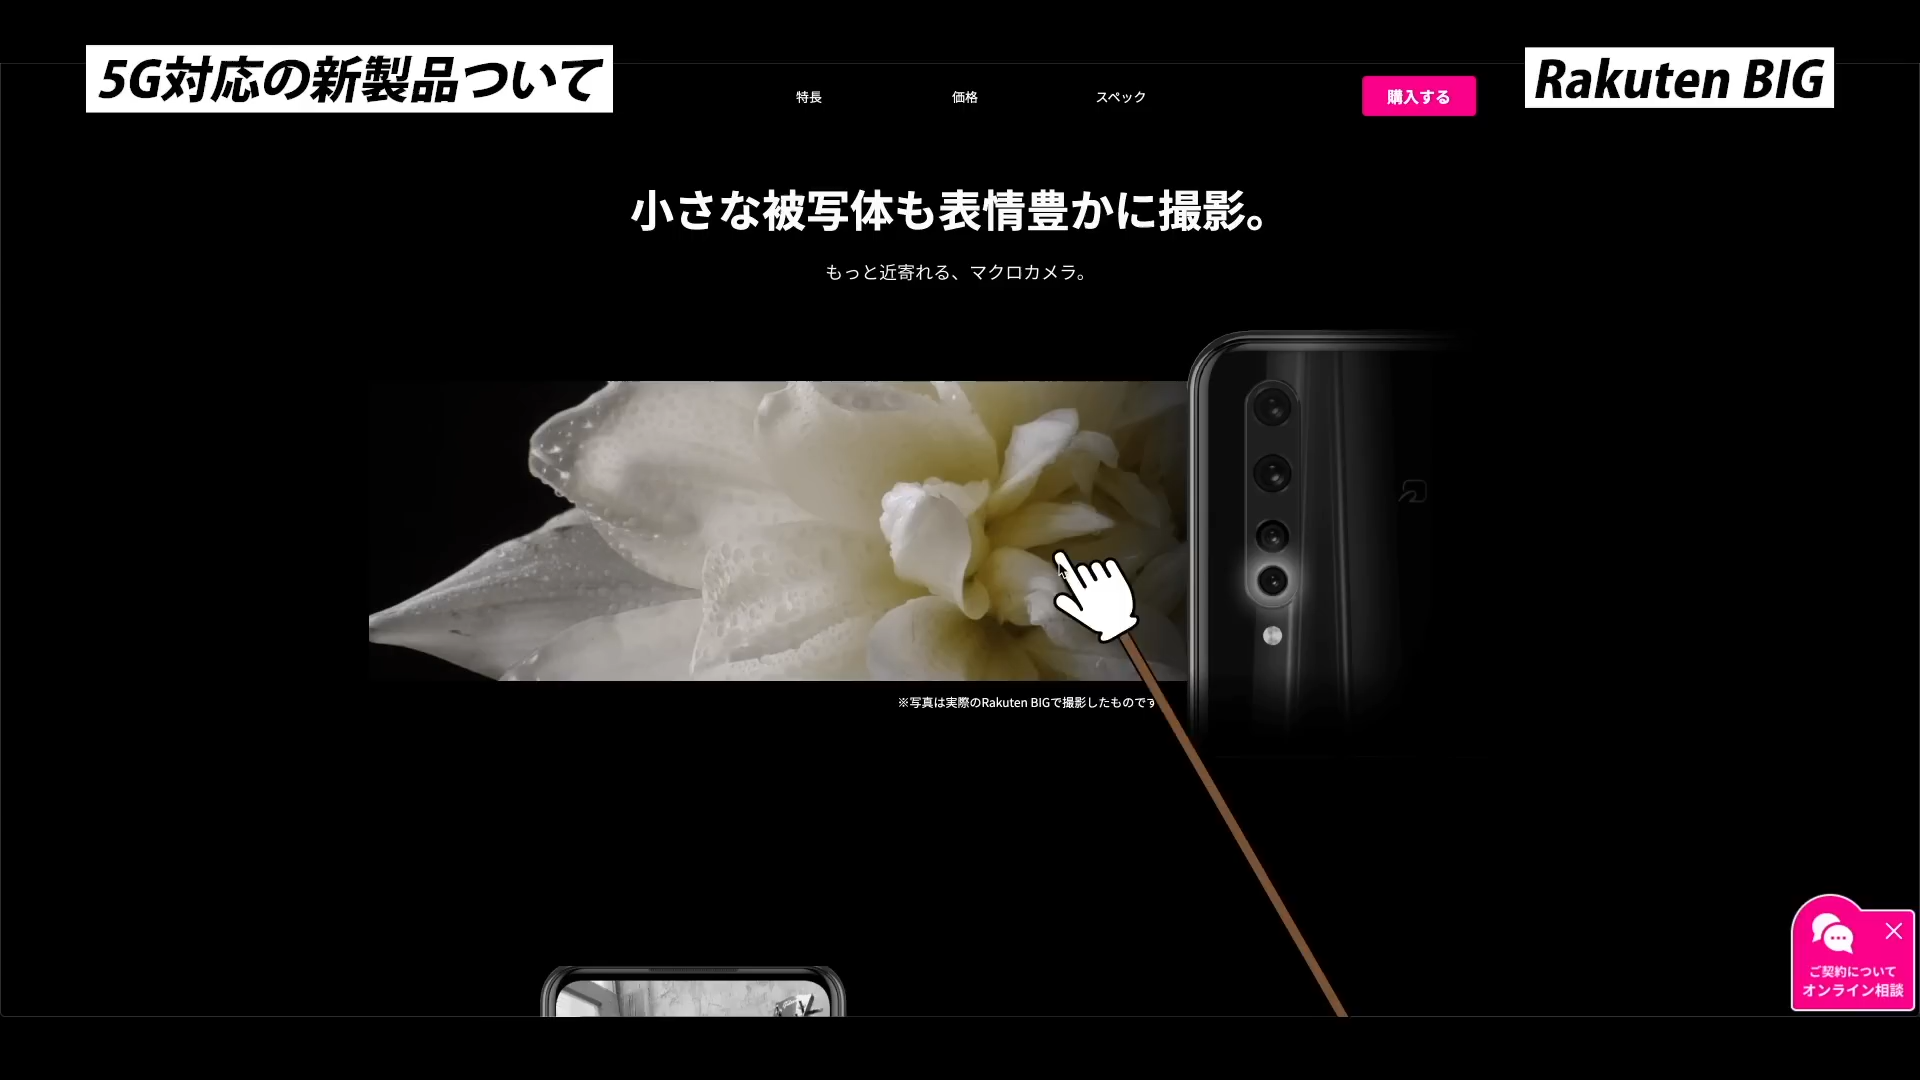 5G対応の新製品ついて
Rakuten BIG
特長
価格
スペック
購入する
小さな被写体も表情豊かに撮影。
もっと近寄れる、マクロカメラ。
※写真は実際のRakuten BIGで撮影したものです
ご契約について
オンライン相談